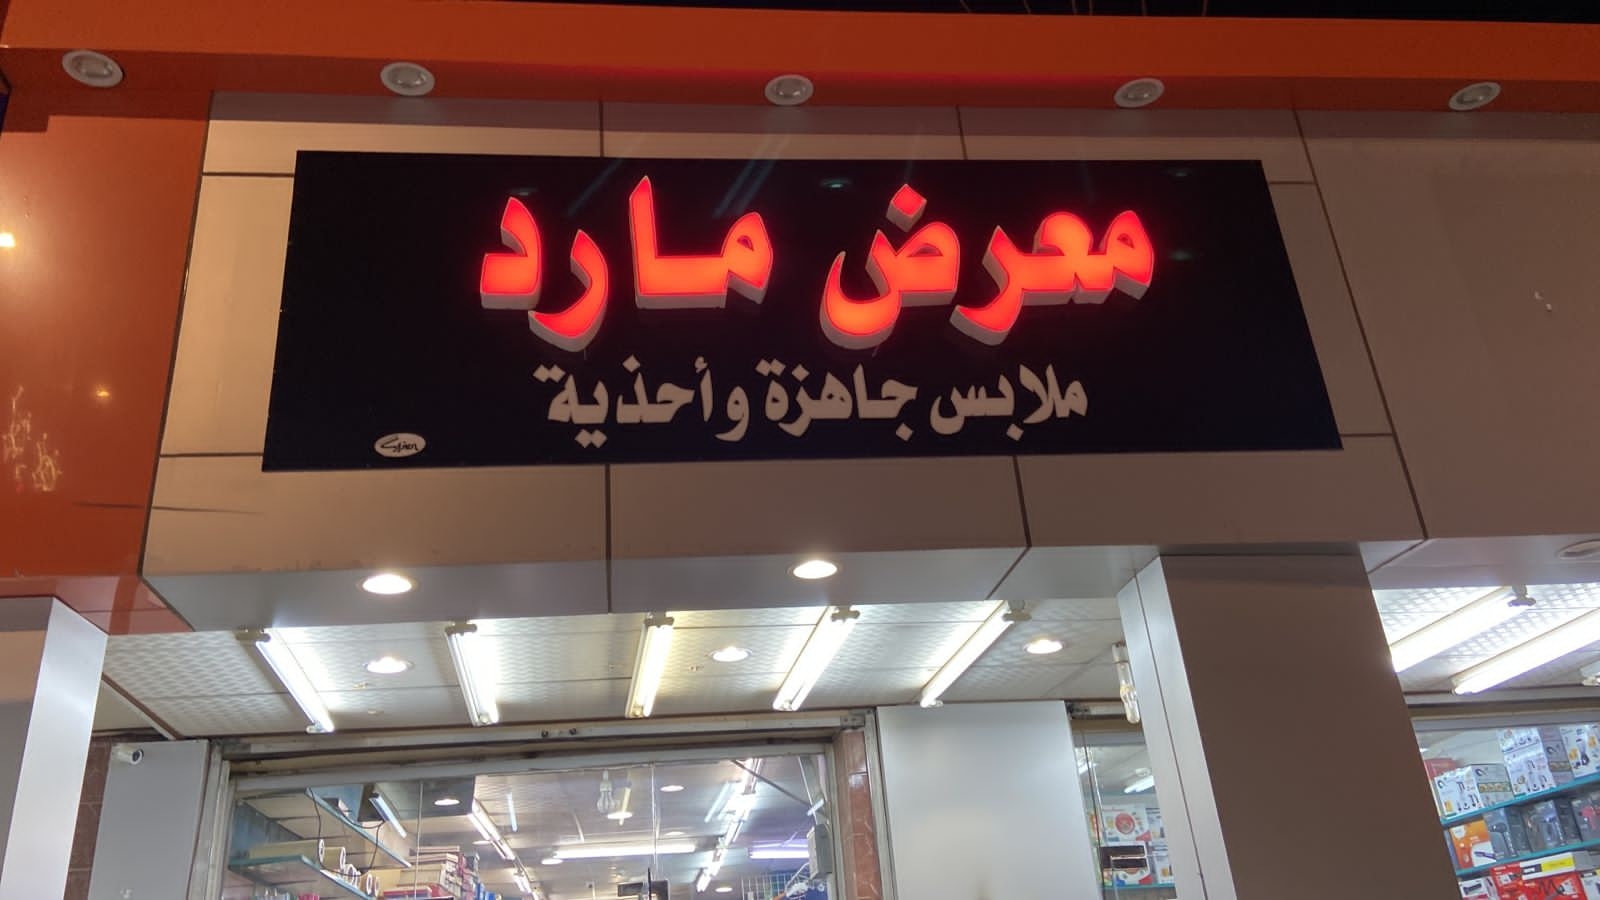 معرض مارد
ملابس جاهزة وأحذية